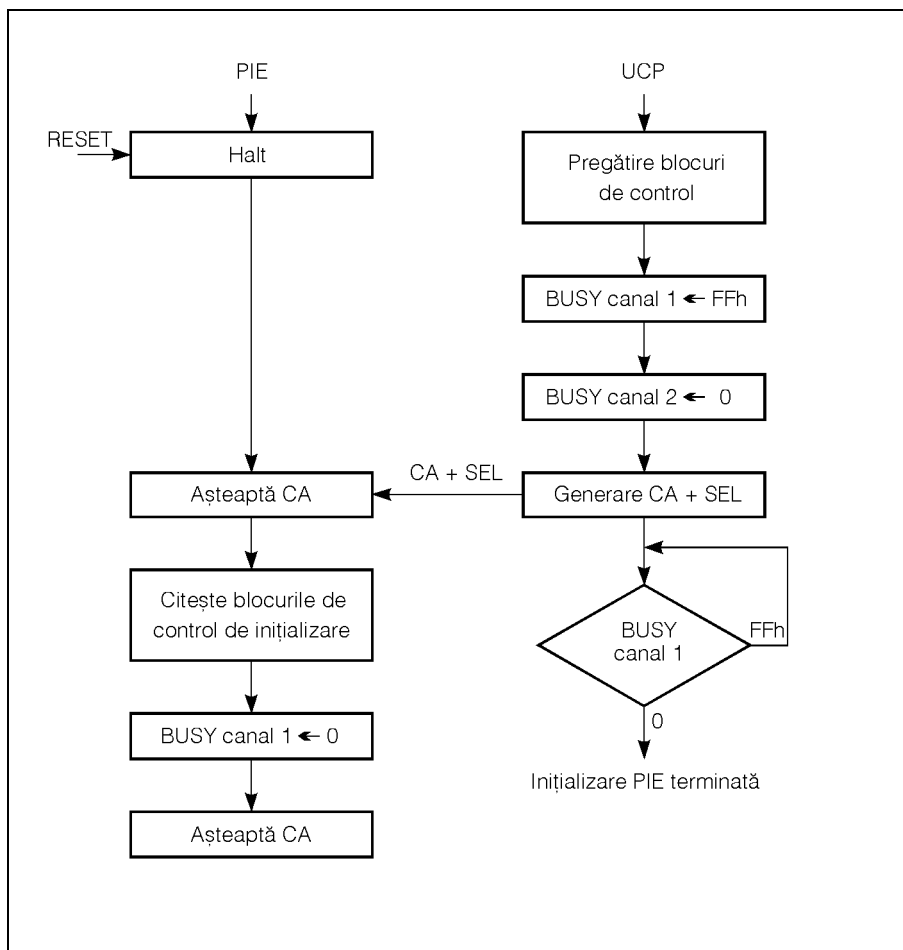 PIE
RESET
Halt
Așteaptă CA
Citește blocurile de
control de inițializare
BUSY canal 1 ← 0
Așteaptă CA
CA + SEL
UCP
Pregătire blocuri
de control
BUSY canal 1 ← FFh
BUSY canal 2 ← 0
Generare CA + SEL
BUSY
canal 1
FFh
0
Inițializare PIE terminată